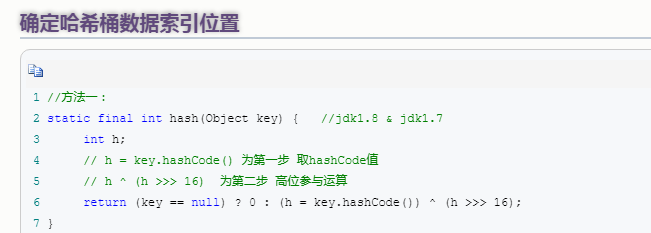 确定哈希桶数据索引位置
1 //方法一：
2 static final int hash(Object key) {   //jdk1.8 & jdk1.7
3     int h;
4     // h = key.hashCode() 为第一步 取hashCode值
5     // h ^ (h >>> 16)  为第二步 高位参与运算
6     return (key == null) ? 0 : (h = key.hashCode()) ^ (h >>> 16);
7 }